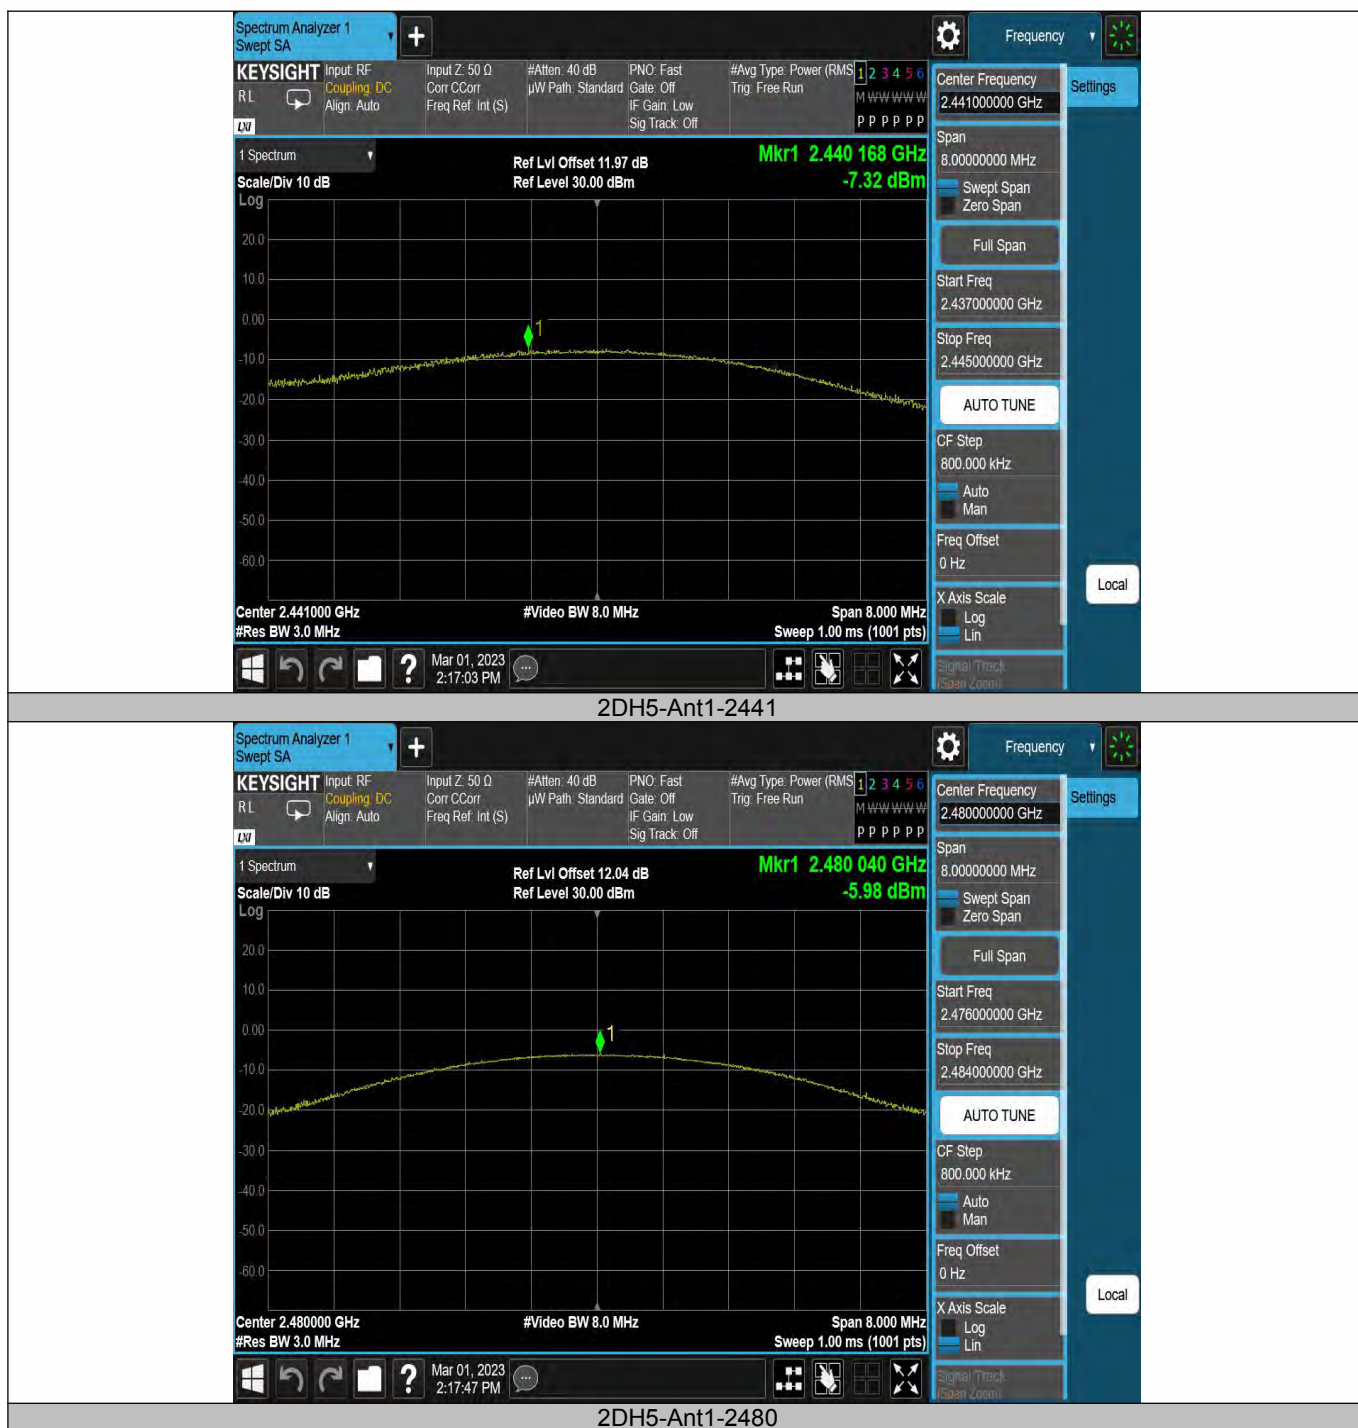 Spectrum Analyzer 1
Swept SA
+
Frequency
KEYSIGHT
RL
LXI
Input: RF
Coupling: DC
Align: Auto
Input Z: 50 Ω
Corr CCorr
Freq Ref: Int (S)
#Atten: 40 dB
µW Path: Standard
PNO: Fast
Gate: Off
IF Gain: Low
Sig Track: Off
#Avg Type: Power (RMS
Trig: Free Run
1 2 3 4 5 6
M W W W W W
P P P P P P
Center Frequency
2.441000000 GHz
Settings
Span
8.00000000 MHz
Swept Span
Zero Span
Full Span
Start Freq
2.437000000 GHz
Stop Freq
2.445000000 GHz
AUTO TUNE
CF Step
800.000 kHz
Auto
Man
Freq Offset
0 Hz
X Axis Scale
Log
Lin
Signal Track
(Span Zoom)
Local
1 Spectrum
Scale/Div 10 dB
Log
Ref Lvl Offset 11.97 dB
Ref Level 30.00 dBm
Mkr1 2.440 168 GHz
-7.32 dBm
20.0
10.0
0.00
1
-10.0
-20.0
-30.0
-40.0
-50.0
-60.0
Center 2.441000 GHz
#Video BW 8.0 MHz
Span 8.000 MHz
#Res BW 3.0 MHz
Sweep 1.00 ms (1001 pts)
?
Mar 01, 2023
2:17:03 PM
2DH5-Ant1-2441
Spectrum Analyzer 1
Swept SA
+
Frequency
KEYSIGHT
RL
LXI
Input: RF
Coupling: DC
Align: Auto
Input Z: 50 Ω
Corr CCorr
Freq Ref: Int (S)
#Atten: 40 dB
µW Path: Standard
PNO: Fast
Gate: Off
IF Gain: Low
Sig Track: Off
#Avg Type: Power (RMS
Trig: Free Run
1 2 3 4 5 6
M W W W W W
P P P P P P
Center Frequency
2.480000000 GHz
Settings
Span
8.00000000 MHz
Swept Span
Zero Span
Full Span
Start Freq
2.476000000 GHz
Stop Freq
2.484000000 GHz
AUTO TUNE
CF Step
800.000 kHz
Auto
Man
Freq Offset
0 Hz
X Axis Scale
Log
Lin
Signal Track
(Span Zoom)
Local
1 Spectrum
Scale/Div 10 dB
Log
Ref Lvl Offset 12.04 dB
Ref Level 30.00 dBm
Mkr1 2.480 040 GHz
-5.98 dBm
20.0
10.0
0.00
1
-10.0
-20.0
-30.0
-40.0
-50.0
-60.0
Center 2.480000 GHz
#Video BW 8.0 MHz
Span 8.000 MHz
#Res BW 3.0 MHz
Sweep 1.00 ms (1001 pts)
?
Mar 01, 2023
2:17:47 PM
2DH5-Ant1-2480